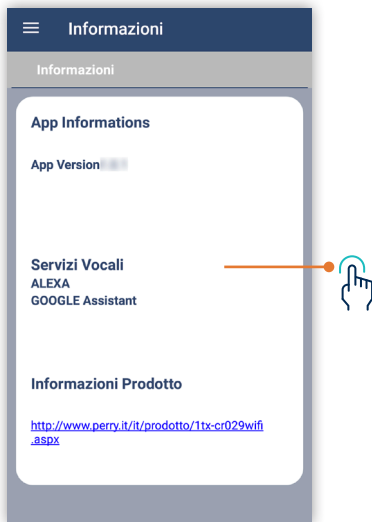 Informazioni
Informazioni
App Informations
App Version
Servizi Vocali
ALEXA
GOOGLE Assistant
Informazioni Prodotto
http://www.perry.it/it/prodotto/1tx-cr029wifi
.aspx